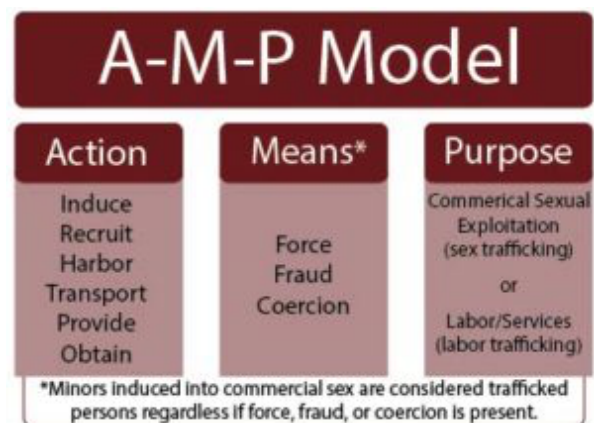 A-M-P Model
Action
Induce
Recruit
Harbor
Transport
Provide
Obtain
Means*
Force
Fraud
Coercion
Purpose
Commerical Sexual
Exploitation
(sex trafficking)
or
Labor/Services
(labor trafficking)
*Minors induced into commercial sex are considered trafficked
persons regardless if force, fraud, or coercion is present.